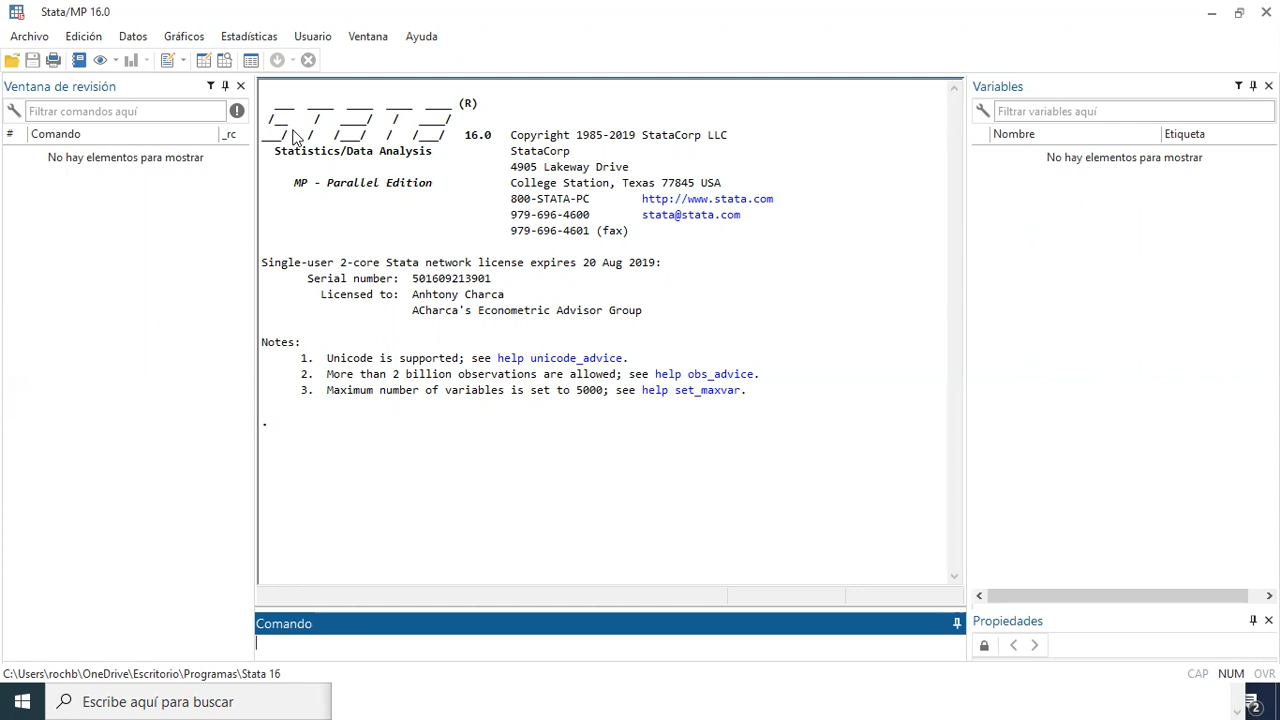 Stata/MP 16.0
Archivo Edición Datos Gráficos Estadísticas Usuario Ventana Ayuda
Ventana de revisión
Filtrar comandos aquí
# Comando _rc
No hay elementos para mostrar
(R)
16.0 Copyright 1985-2019 StataCorp LLC
Statistics/Data Analysis StataCorp
4905 Lakeway Drive
MP - Parallel Edition College Station, Texas 77845 USA
800-STATA-PC http://www.stata.com
979-696-4600 stata@stata.com
979-696-4601 (fax)
Single-user 2-core Stata network license expires 20 Aug 2019:
Serial number: 501609213901
Licensed to: Anhtony Charca
ACharca's Econometric Advisor Group
Notes:
1. Unicode is supported; see help unicode_advice.
2. More than 2 billion observations are allowed; see help obs_advice.
3. Maximum number of variables is set to 5000; see help set_maxvar.
.
Comando
Variables
Filtrar variables aquí
Nombre Etiqueta
No hay elementos para mostrar
Propiedades
C:\Users\rochb\OneDrive\Escritorio\Programas\Stata 16
CAP NUM OVR
Escribe aquí para buscar
2